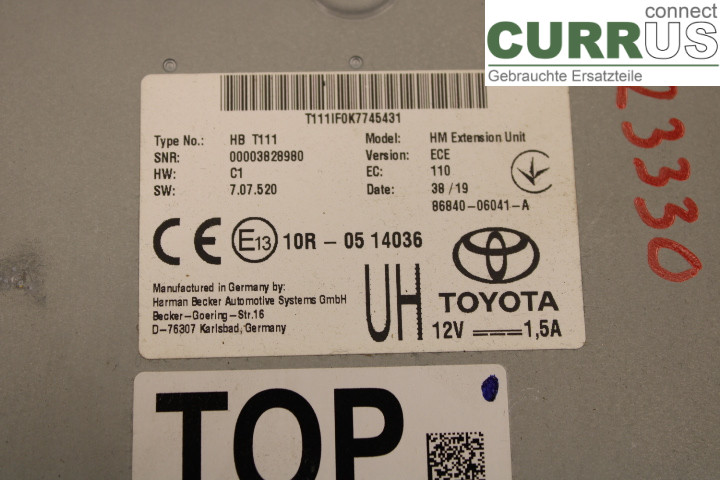 connect
CURRUS
Gebrauchte Ersatzteile
23330
T111IF0K7745431
Type No.: HB T111
SNR: 00003828980
HW: C1
SW: 7.07.520
Model: HM Extension Unit
Version: ECE
EC: 110
Date: 38/19
86840-06041-A
CE E13 10R - 05 14036
Manufactured in Germany by:
Harman Becker Automotive Systems GmbH
Becker-Goering-Str.16
D-76307 Karlsbad, Germany
UH
TOYOTA
12V 1,5A
TOP